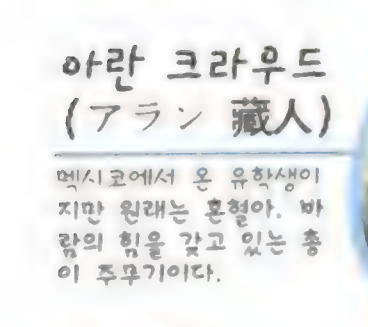 아란 크라우드
(アラン 藏人)
멕시코에서 온 유학생이
지만 원래는 혼혈아. 바
람의 힘을 갖고 있는 총
이 주무기이다.